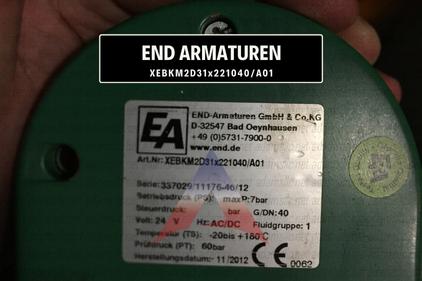 END ARMATUREN
XEBKM2D31x221040/A01
EA
END-Armaturen GmbH & Co.KG
D-32547 Bad Oeynhausen
+49 (0)5731-7900-0
www.end.de
Art.Nr: XEBKM2D31x221040/A01
Serie: 337029/11176-46/12
Betriebsdruck (PS): maxP:7bar
Steuerdruck: bar G/DN:40
Volt: 24 V Hz:AC/DC Fluidgruppe: 1
Temperatur (TS): -20bis +180°C
Prüfdruck (PT): 60bar
Herstellungsdatum:- 11 /2012
CE 0062